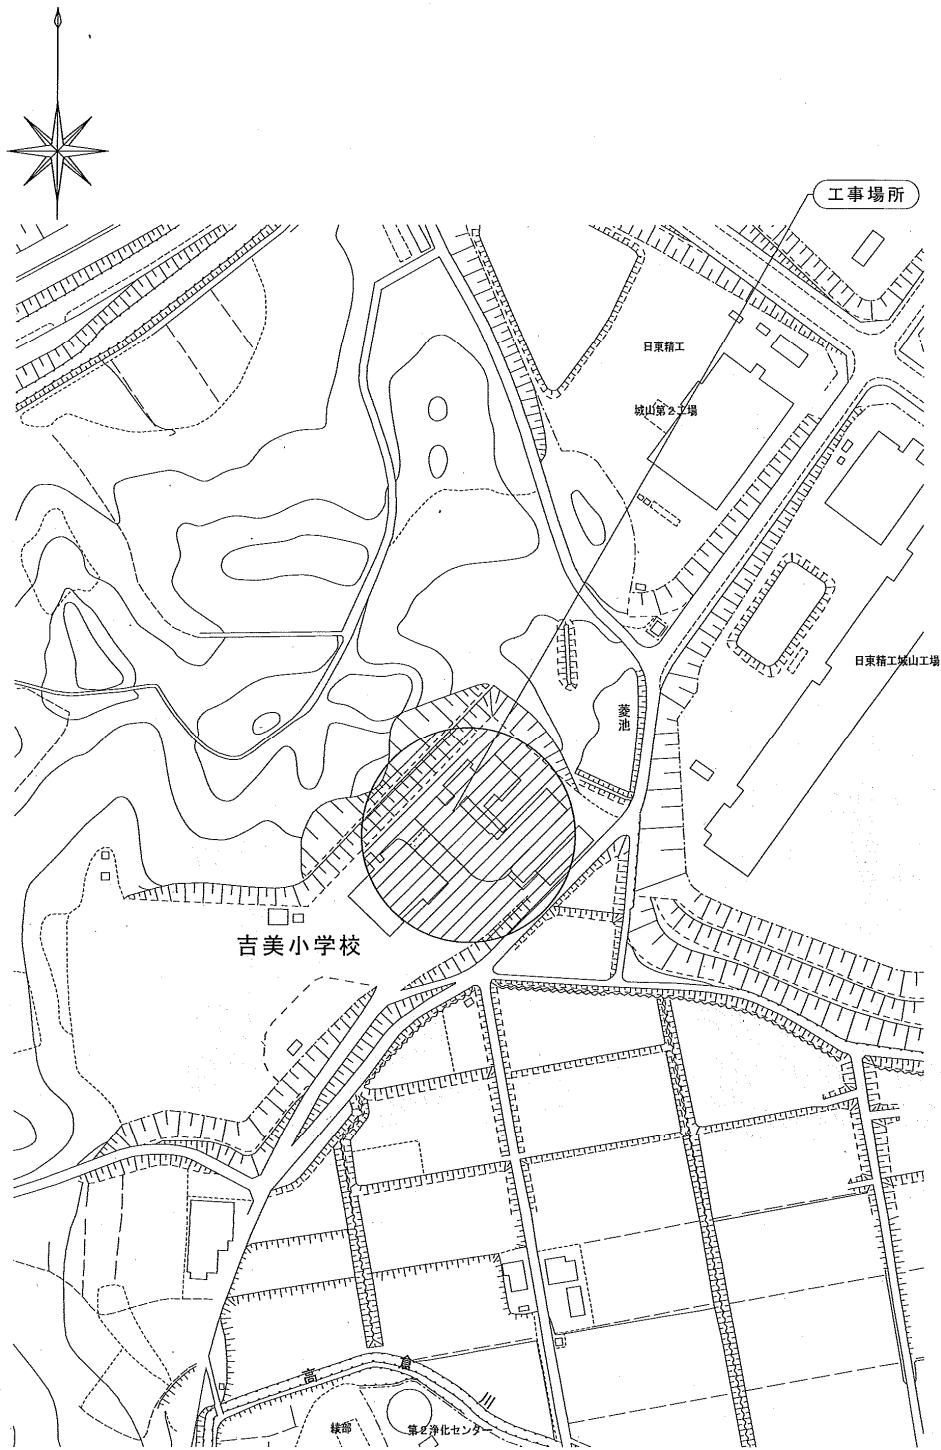 工事場所
日東精工
城山第2工場
日東精工城山工場
菱池
吉美小学校
高倉川
綾部 第2浄化センター